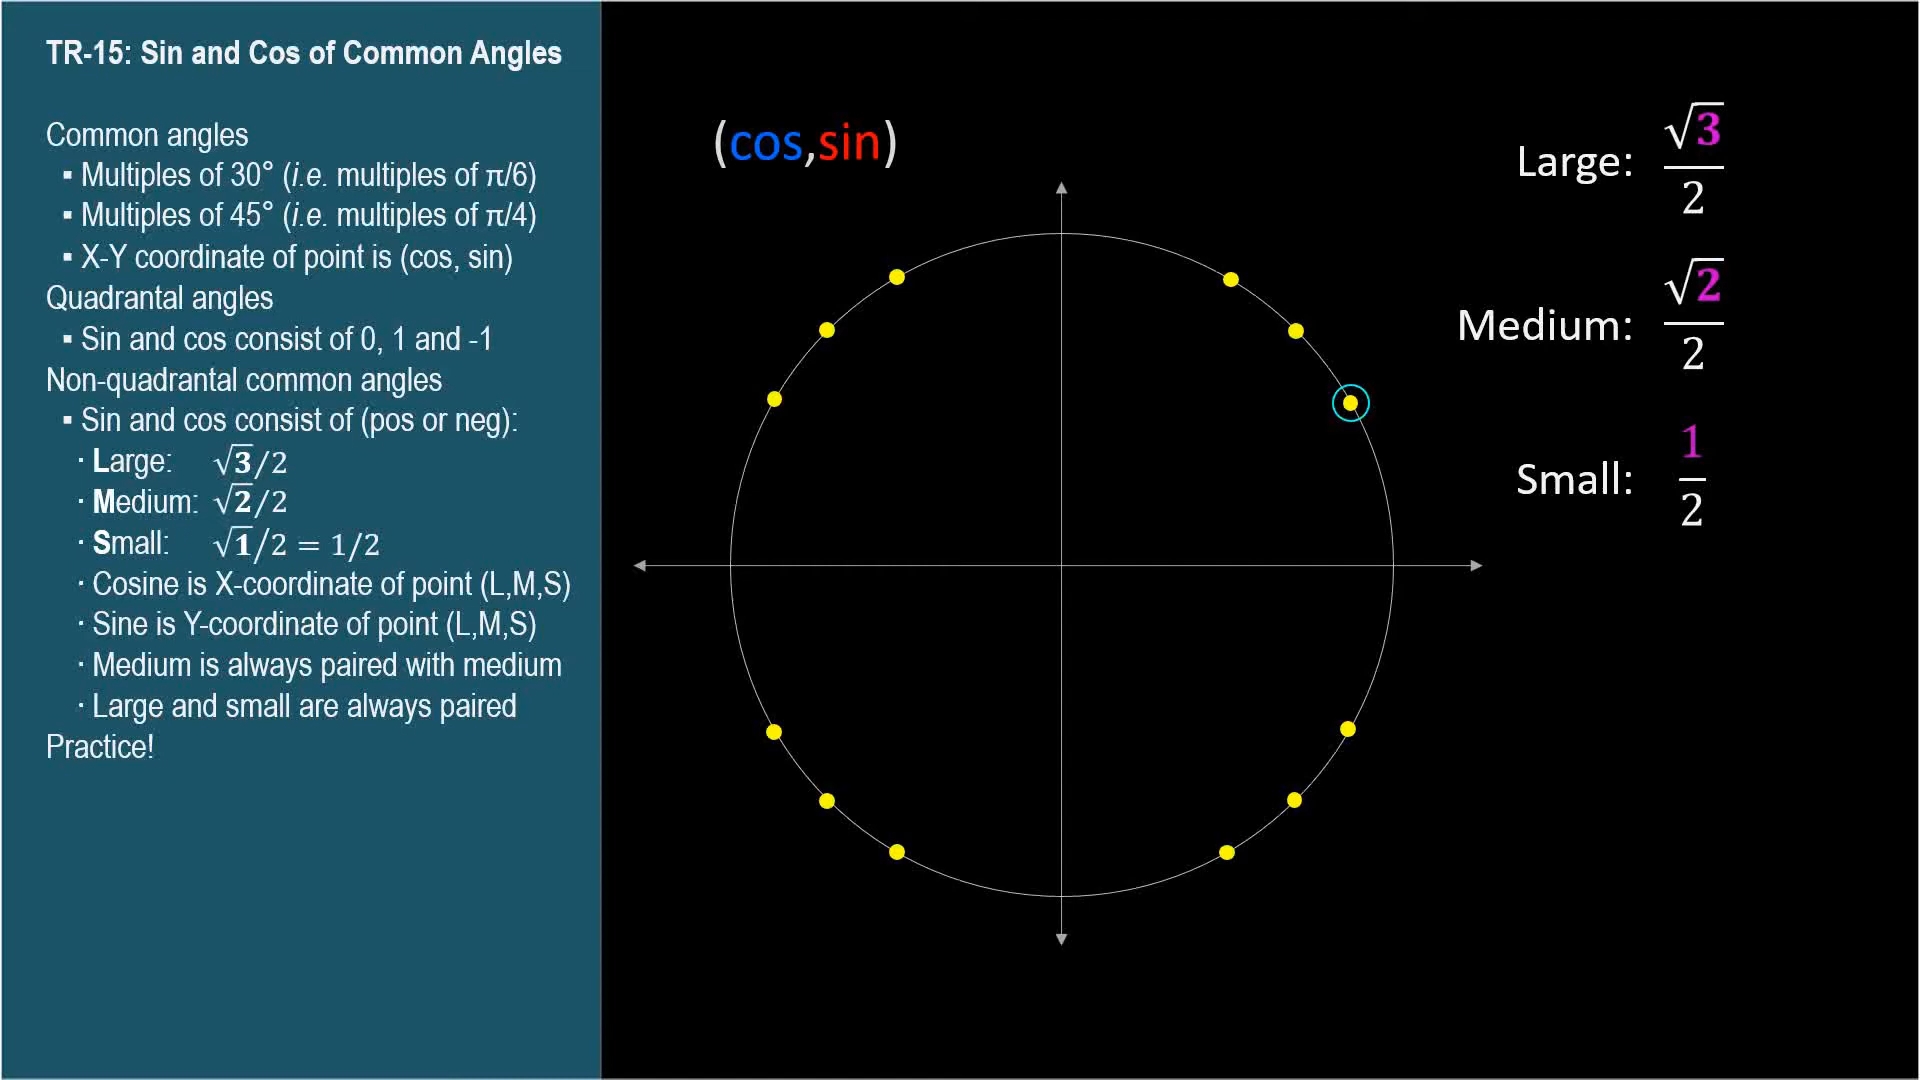 TR-15: Sin and Cos of Common Angles
Common angles
▪ Multiples of 30° (i.e. multiples of π/6)
▪ Multiples of 45° (i.e. multiples of π/4)
▪ X-Y coordinate of point is (cos, sin)
Quadrantal angles
▪ Sin and cos consist of 0, 1 and -1
Non-quadrantal common angles
▪ Sin and cos consist of (pos or neg):
· Large: √3/2
· Medium: √2/2
· Small: √1/2 = 1/2
· Cosine is X-coordinate of point (L,M,S)
· Sine is Y-coordinate of point (L,M,S)
· Medium is always paired with medium
· Large and small are always paired
Practice!
(cos,sin)
Large: √3/2
Medium: √2/2
Small: 1/2